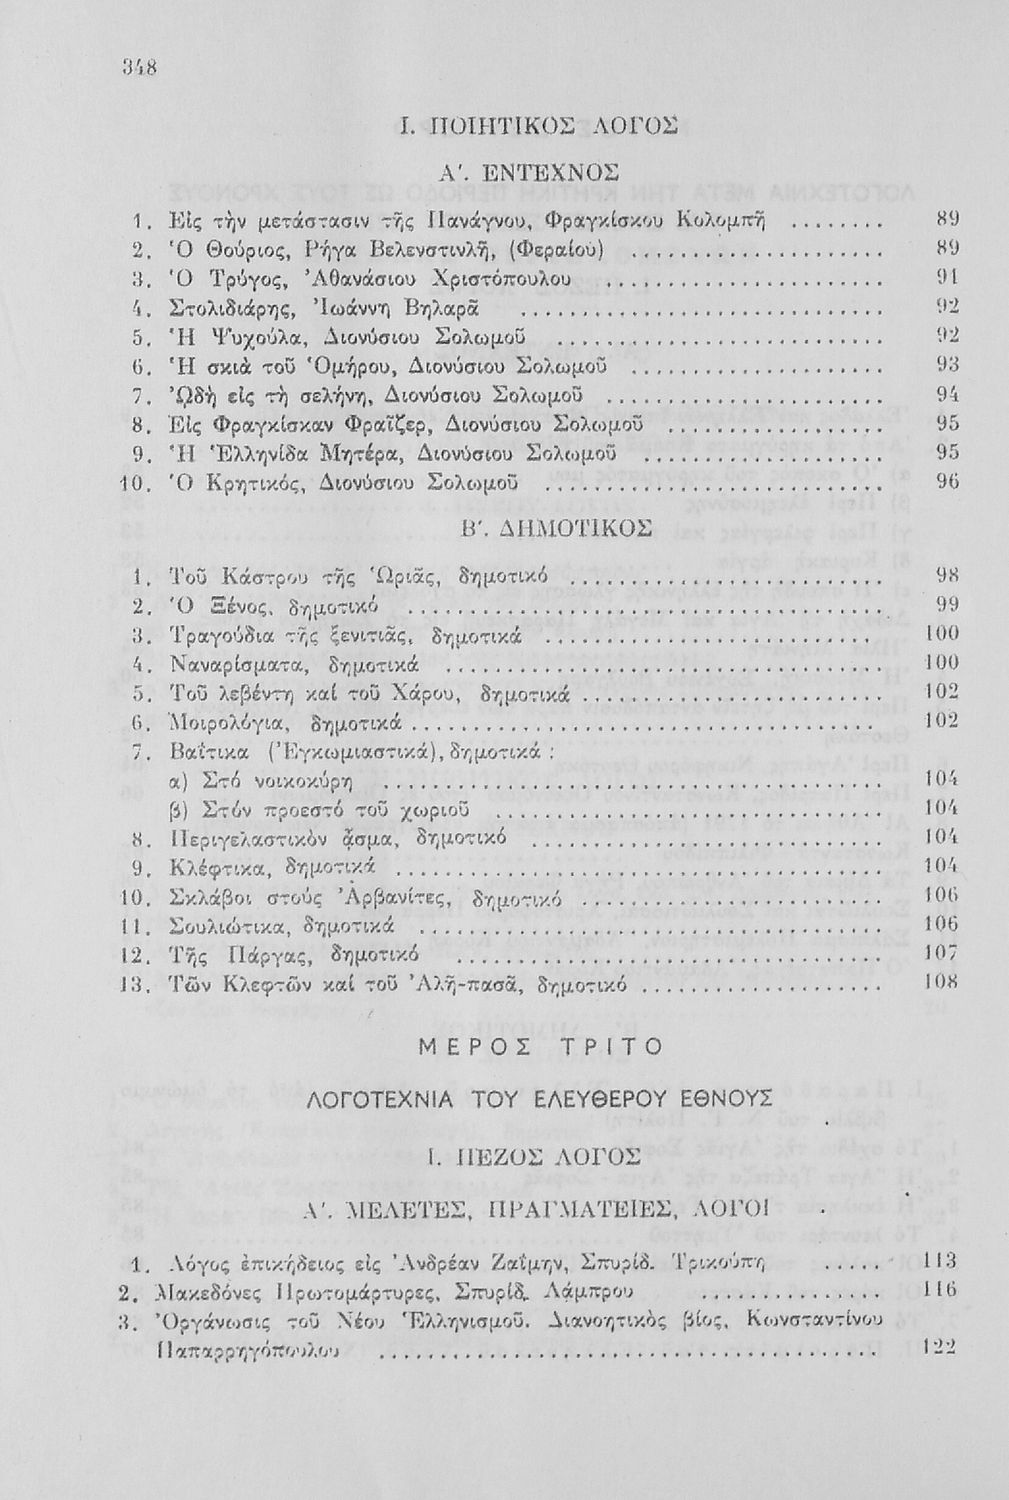 348
I. ΠΟΙΗΤΙΚΟΣ ΛΟΓΟΣ
Α'. ΕΝΤΕΧΝΟΣ
1. Εἰς τὴν μετάστασιν τῆς Πανάγνου, Φραγκίσκου Κολομπῆ ........ 89
2. Ὁ Θούριος, Ρήγα Βελενστινλῆ, (Φεραίου) ..................... 89
3. Ὁ Τρύγος, Ἀθανάσιου Χριστόπουλου ....................... 91
4. Στολιδιάρης, Ἰωάννη Βηλαρᾶ ............................. 92
5. Ἡ Ψυχούλα, Διονύσιου Σολωμοῦ .......................... 92
6. Ἡ σκιὰ τοῦ Ὁμήρου, Διονύσιου Σολωμοῦ .................... 93
7. Ὠδὴ εἰς τὴ σελήνη, Διονύσιου Σολωμοῦ ...................... 94
8. Εἰς Φραγκίσκαν Φραῖζερ, Διονύσιου Σολωμοῦ ................. 95
9. Ἡ Ἑλληνίδα Μητέρα, Διονύσιου Σολωμοῦ ................... 95
10. Ὁ Κρητικός, Διονύσιου Σολωμοῦ ........................... 96
Β'. ΔΗΜΟΤΙΚΟΣ
1. Τοῦ Κάστρου τῆς Ὡριᾶς, δημοτικό ......................... 98
2. Ὁ Ξένος, δημοτικό ...................................... 99
3. Τραγούδια τῆς ξενιτιᾶς, δημοτικά .......................... 100
4. Ναναρίσματα, δημοτικά ................................... 100
5. Τοῦ λεβέντη καί τοῦ Χάρου, δημοτικά ........................ 102
6. Μοιρολόγια, δημοτικά ..................................... 102
7. Βαΐτικα (Ἐγκωμιαστικά), δημοτικά :
α) Στό νοικοκύρη ........................................ 104
β) Στόν προεστό τοῦ χωριοῦ ............................... 104
8. Περιγελαστικὸν ᾆσμα, δημοτικό ............................ 104
9. Κλέφτικα, δημοτικά ....................................... 104
10. Σκλάβοι στούς Ἀρβανίτες, δημοτικό ........................ 106
11. Σουλιώτικα, δημοτικά ..................................... 106
12. Τῆς Πάργας, δημοτικό .................................. 107
13. Τῶν Κλεφτῶν καί τοῦ Ἀλῆ-πασᾶ, δημοτικό ................... 108
ΜΕΡΟΣ ΤΡΙΤΟ
ΛΟΓΟΤΕΧΝΙΑ ΤΟΥ ΕΛΕΥΘΕΡΟΥ ΕΘΝΟΥΣ
I. ΠΕΖΟΣ ΛΟΓΟΣ
Α'. ΜΕΛΕΤΕΣ, ΠΡΑΓΜΑΤΕΙΕΣ, ΛΟΓΟΙ
1. Λόγος ἐπικήδειος εἰς Ἀνδρέαν Ζαΐμην, Σπυρίδ. Τρικούπη ..... 113
2. Μακεδόνες Πρωτομάρτυρες, Σπυρίδ. Λάμπρου ............... 116
3. Ὀργάνωσις τοῦ Νέου Ἑλληνισμοῦ. Διανοητικὸς βίος, Κωνσταντίνου
Παπαρρηγόπουλου ........................................ 122